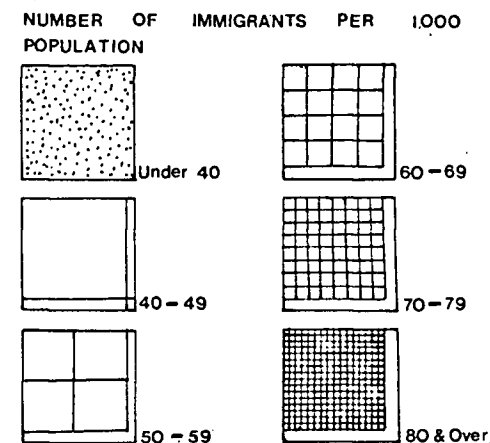 NUMBER OF IMMIGRANTS PER 1,000
POPULATION
Under 40
40-49
50-59
60-69
70-79
80 & Over